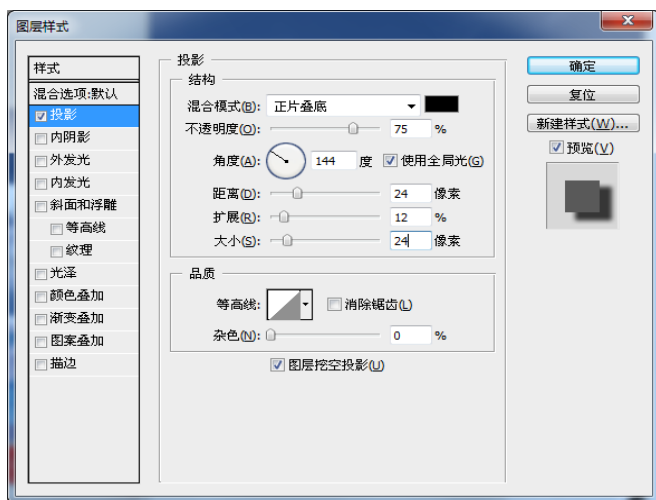 图层样式
样式
混合选项:默认
投影
内阴影
外发光
内发光
斜面和浮雕
等高线
纹理
光泽
颜色叠加
渐变叠加
图案叠加
描边
投影
结构
混合模式(B): 正片叠底
不透明度(O): 75 %
角度(A): 144 度 使用全局光(G)
距离(D): 24 像素
扩展(R): 12 %
大小(S): 24 像素
品质
等高线: 消除锯齿(L)
杂色(N): 0 %
图层挖空投影(U)
确定
复位
新建样式(W)...
预览(V)